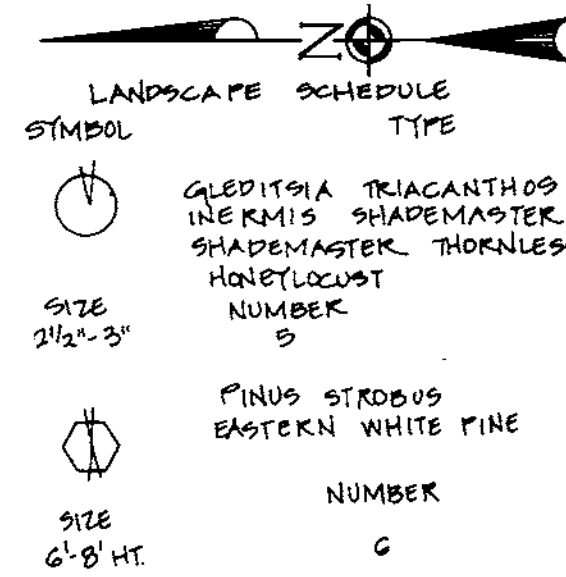 N
LANDSCAPE SCHEDULE
SYMBOL TYPE
GLEDITSIA TRIACANTHOS
INERMIS SHADEMASTER
SHADEMASTER THORNLES
HONEYLOCUST
SIZE NUMBER
2½"-3" 5
PINUS STROBUS
EASTERN WHITE PINE
NUMBER
SIZE
6'-8' HT. 6